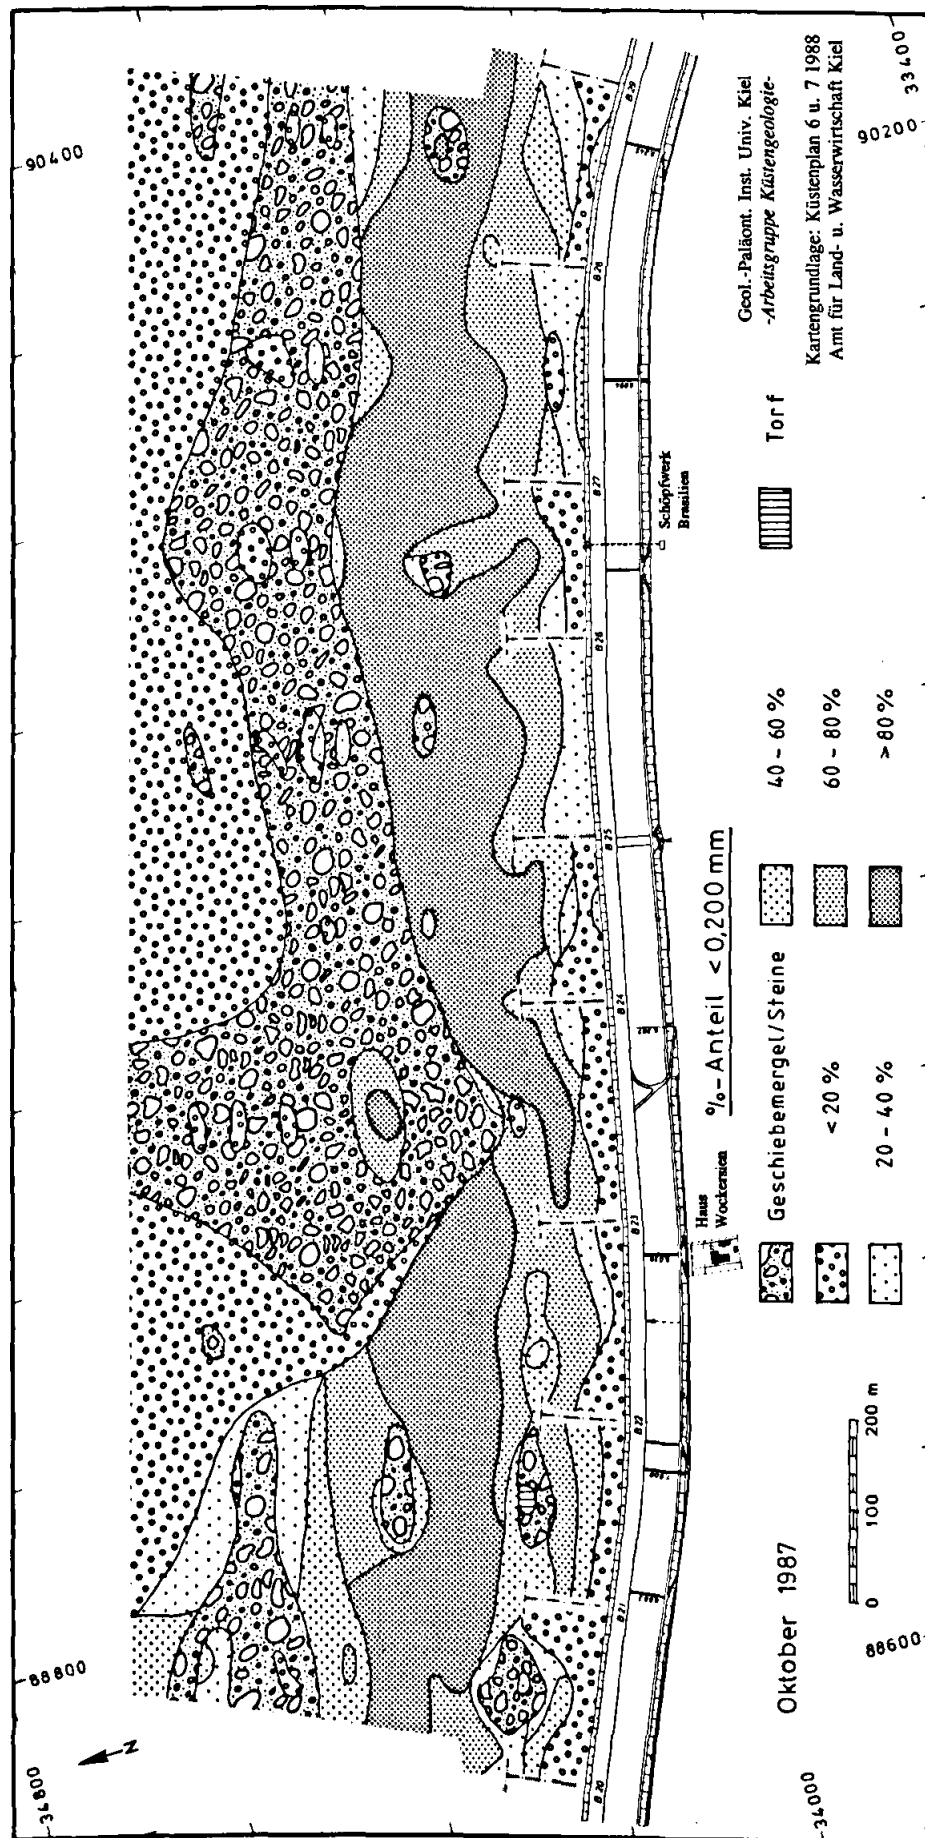 34800
88800
90400
N
B 20
B 21
B 22
B 23
B 24
B 25
B 26
B 27
B 28
B 29
Haus
Wockersien
Schöpfwerk
Brasilien
Oktober 1987
0 100 200 m
%-Anteil < 0,200 mm
Geschiebemergel/Steine
< 20 %
20 - 40 %
40 - 60 %
60 - 80 %
> 80 %
Torf
Geol.-Paläont. Inst. Univ. Kiel
-Arbeitsgruppe Küstengeologie-
Kartengrundlage: Küstenplan 6 u. 7 1988
Amt für Land- u. Wasserwirtschaft Kiel
34000
88600
90200
33400